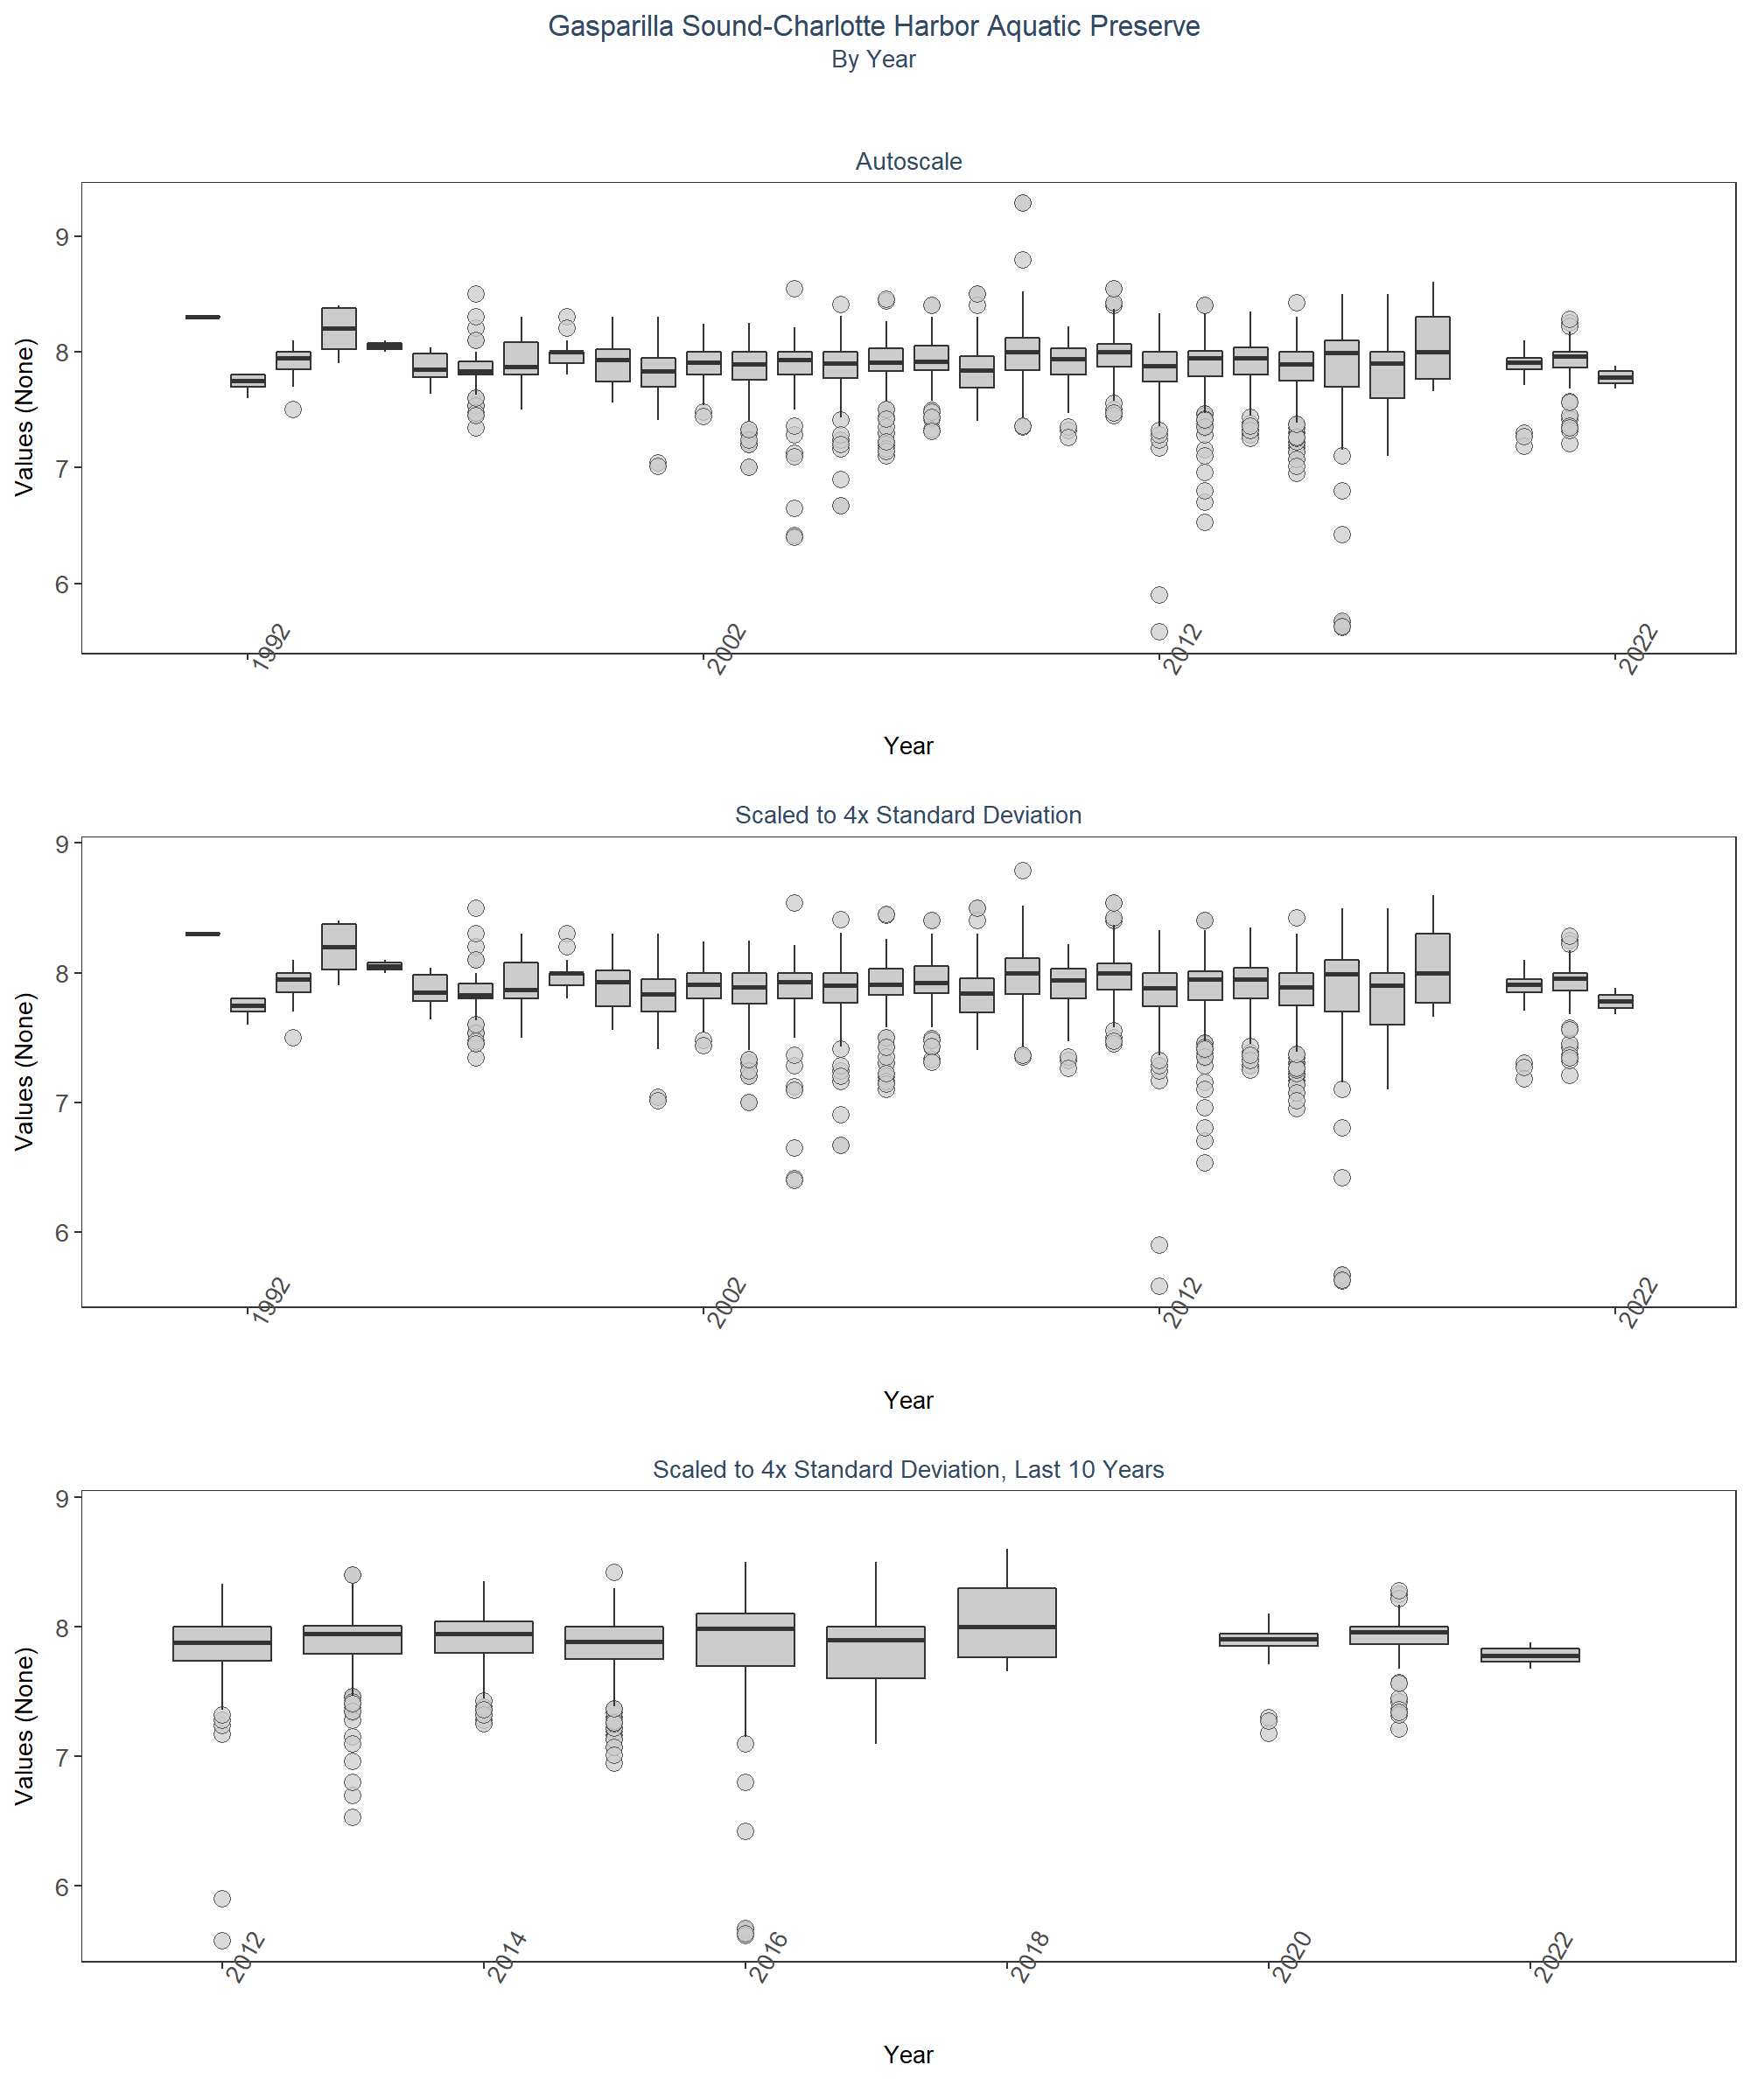 Gasparilla Sound-Charlotte Harbor Aquatic Preserve
By Year
Autoscale
Values (None)
9
8
7
6
1992
2002
2012
2022
Year
Scaled to 4x Standard Deviation
Values (None)
9
8
7
6
1992
2002
2012
2022
Year
Scaled to 4x Standard Deviation, Last 10 Years
Values (None)
9
8
7
6
2012
2014
2016
2018
2020
2022
Year